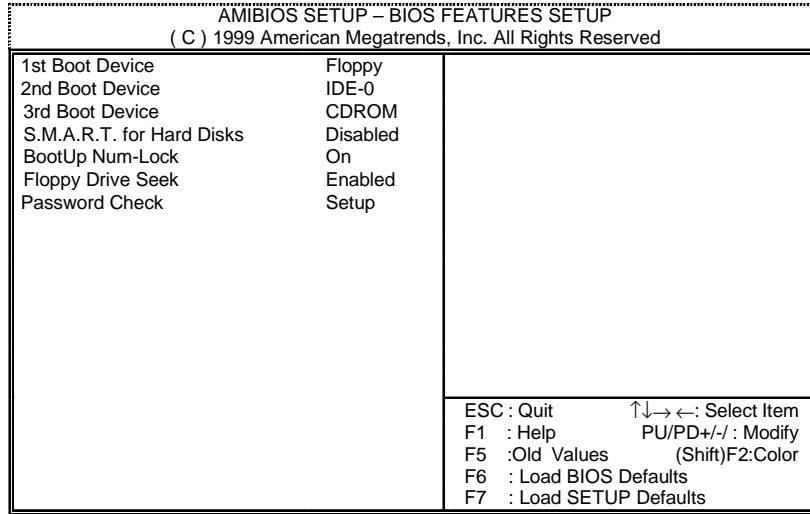 AMIBIOS SETUP – BIOS FEATURES SETUP
( C ) 1999 American Megatrends, Inc. All Rights Reserved
1st Boot Device Floppy
2nd Boot Device IDE-0
3rd Boot Device CDROM
S.M.A.R.T. for Hard Disks Disabled
BootUp Num-Lock On
Floppy Drive Seek Enabled
Password Check Setup
ESC : Quit ↑↓→ ←: Select Item
F1 : Help PU/PD+/-/ : Modify
F5 :Old Values (Shift)F2:Color
F6 : Load BIOS Defaults
F7 : Load SETUP Defaults